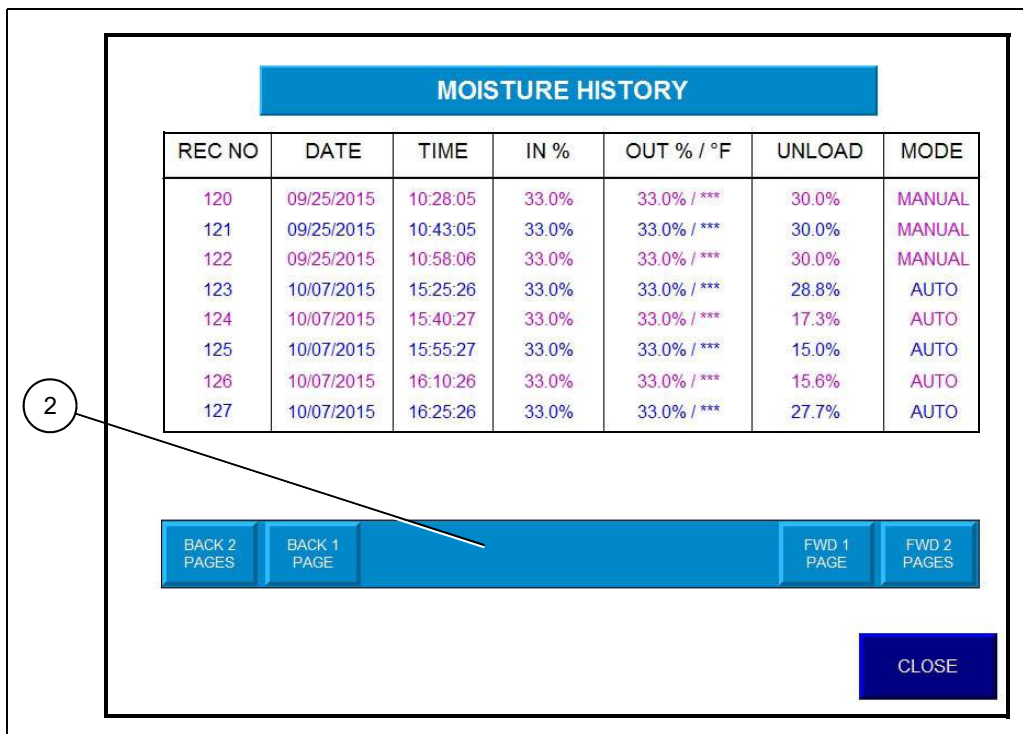 MOISTURE HISTORY
REC NO DATE TIME IN % OUT % / °F UNLOAD MODE
120 09/25/2015 10:28:05 33.0% 33.0% / *** 30.0% MANUAL
121 09/25/2015 10:43:05 33.0% 33.0% / *** 30.0% MANUAL
122 09/25/2015 10:58:06 33.0% 33.0% / *** 30.0% MANUAL
123 10/07/2015 15:25:26 33.0% 33.0% / *** 28.8% AUTO
124 10/07/2015 15:40:27 33.0% 33.0% / *** 17.3% AUTO
125 10/07/2015 15:55:27 33.0% 33.0% / *** 15.0% AUTO
126 10/07/2015 16:10:26 33.0% 33.0% / *** 15.6% AUTO
127 10/07/2015 16:25:26 33.0% 33.0% / *** 27.7% AUTO
2
BACK 2 PAGES
BACK 1 PAGE
FWD 1 PAGE
FWD 2 PAGES
CLOSE